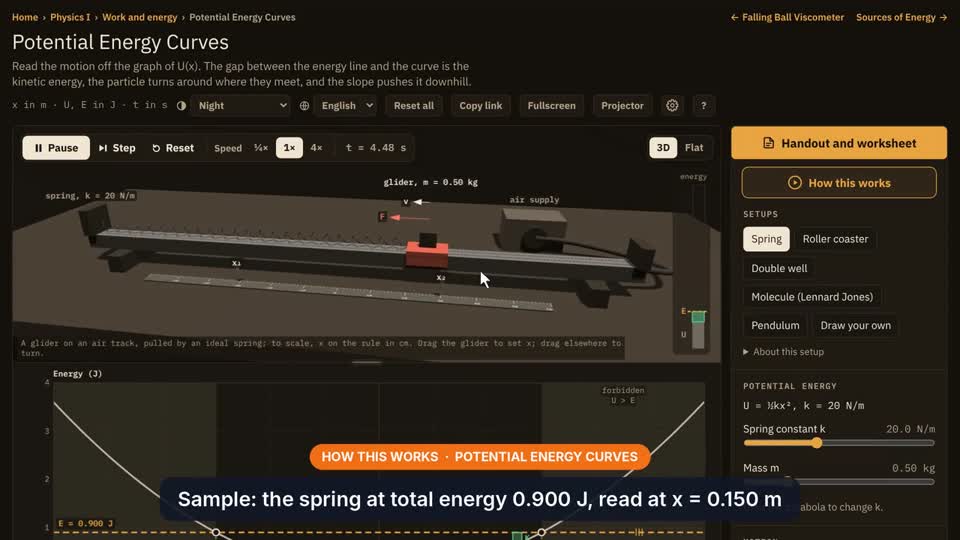 Home › Physics I › Work and energy › Potential Energy Curves
← Falling Ball Viscometer Sources of Energy →
Potential Energy Curves
Read the motion off the graph of U(x). The gap between the energy line and the curve is the
kinetic energy, the particle turns around where they meet, and the slope pushes it downhill.
x in m · U, E in J · t in s Night English Reset all Copy link Fullscreen Projector ?
Pause Step Reset Speed ¼× 1× 4× t = 4.48 s 3D Flat
Handout and worksheet
How this works
energy
glider, m = 0.50 kg
spring, k = 20 N/m
air supply
v
F
x₁
x₂
E
U
A glider on an air track, pulled by an ideal spring; to scale, x on the rule in cm. Drag the glider to set x; drag elsewhere to
turn.
SETUPS
Spring Roller coaster
Double well
Molecule (Lennard Jones)
Pendulum Draw your own
About this setup
POTENTIAL ENERGY
U = ½kx², k = 20 N/m
Spring constant k 20.0 N/m
Mass m 0.50 kg
abola to change k.
Energy (J)
4
3
2
1
forbidden
U > E
E = 0.900 J
HOW THIS WORKS · POTENTIAL ENERGY CURVES
Sample: the spring at total energy 0.900 J, read at x = 0.150 m